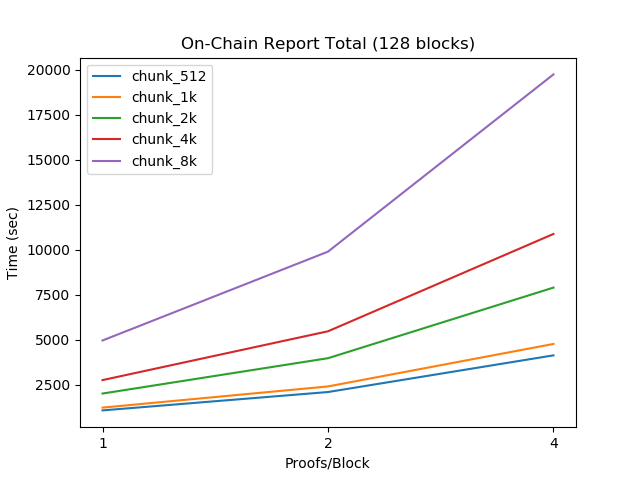 On-Chain Report Total (128 blocks)
chunk_512
chunk_1k
chunk_2k
chunk_4k
chunk_8k
20000
17500
15000
12500
10000
7500
5000
2500
Time (sec)
1 2 4
Proofs/Block